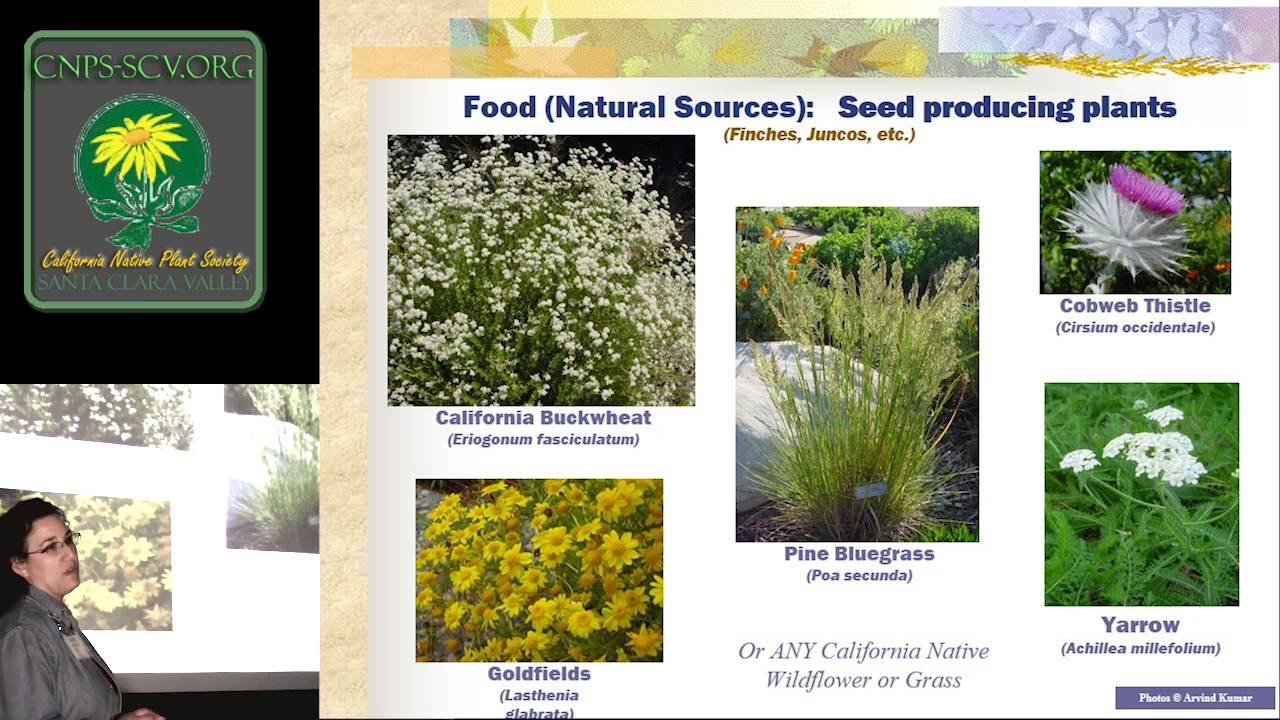 CNPS-SCV.ORG
California Native Plant Society
SANTA CLARA VALLEY
Food (Natural Sources): Seed producing plants
(Finches, Juncos, etc.)
California Buckwheat
(Eriogonum fasciculatum)
Goldfields
(Lasthenia
glabrata)
Pine Bluegrass
(Poa secunda)
Or ANY California Native
Wildflower or Grass
Cobweb Thistle
(Cirsium occidentale)
Yarrow
(Achillea millefolium)
Photos © Arvind Kumar